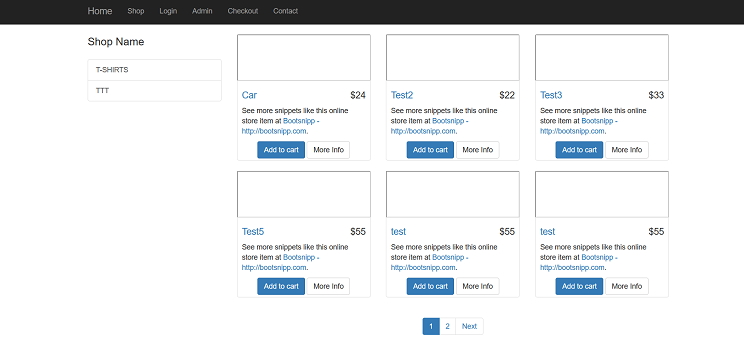 Home Shop Login Admin Checkout Contact
Shop Name
T-SHIRTS
TTT
Car $24
See more snippets like this online
store item at Bootsnipp -
http://bootsnipp.com.
Add to cart More Info
Test2 $22
See more snippets like this online
store item at Bootsnipp -
http://bootsnipp.com.
Add to cart More Info
Test3 $33
See more snippets like this online
store item at Bootsnipp -
http://bootsnipp.com.
Add to cart More Info
Test5 $55
See more snippets like this online
store item at Bootsnipp -
http://bootsnipp.com.
Add to cart More Info
test $55
See more snippets like this online
store item at Bootsnipp -
http://bootsnipp.com.
Add to cart More Info
test $55
See more snippets like this online
store item at Bootsnipp -
http://bootsnipp.com.
Add to cart More Info
1 2 Next